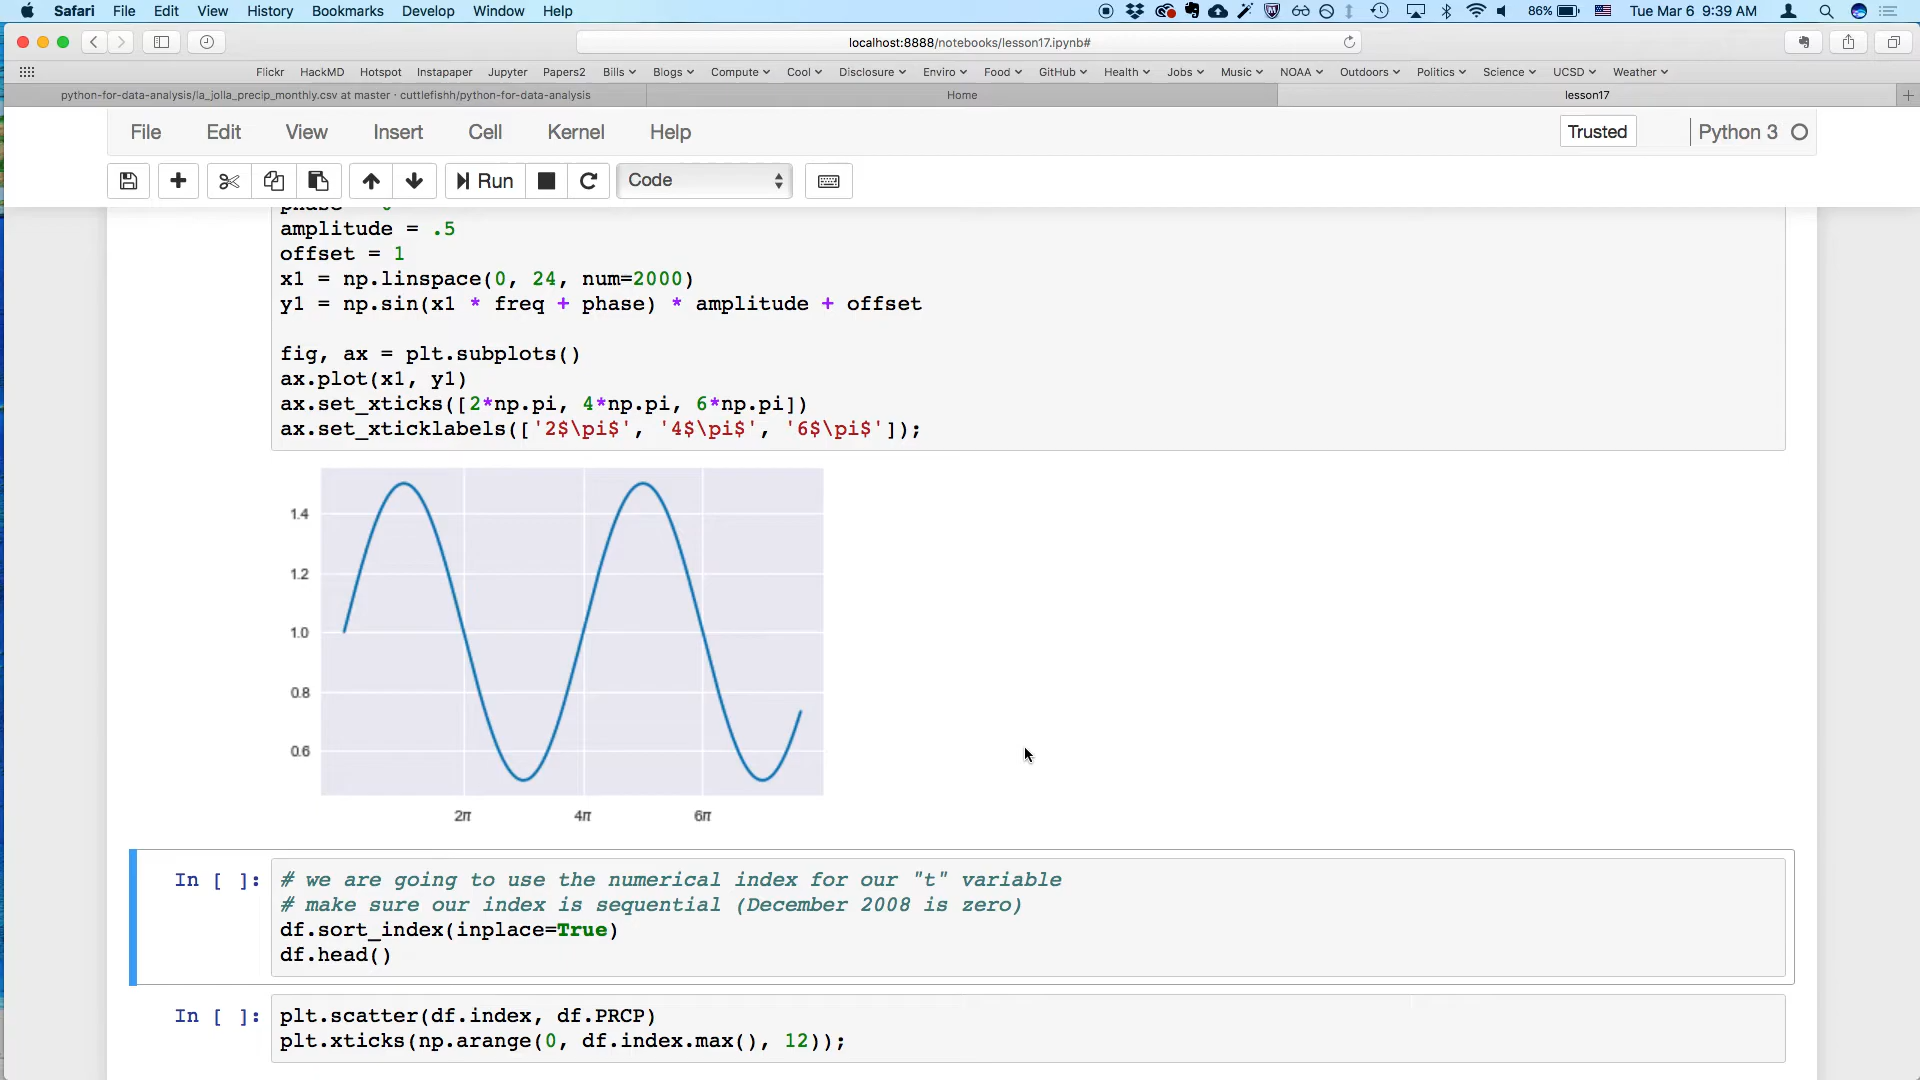 Safari File Edit View History Bookmarks Develop Window Help 86% Tue Mar 6 9:39 AM
localhost:8888/notebooks/lesson17.ipynb#
Flickr HackMD Hotspot Instapaper Jupyter Papers2 Bills Blogs Compute Cool Disclosure Enviro Food GitHub Health Jobs Music NOAA Outdoors Politics Science UCSD Weather
python-for-data-analysis/la_jolla_precip_monthly.csv at master · cuttlefishh/python-for-data-analysis Home lesson17
File Edit View Insert Cell Kernel Help Trusted Python 3
Run Code
amplitude = .5
offset = 1
x1 = np.linspace(0, 24, num=2000)
y1 = np.sin(x1 * freq + phase) * amplitude + offset
fig, ax = plt.subplots()
ax.plot(x1, y1)
ax.set_xticks([2*np.pi, 4*np.pi, 6*np.pi])
ax.set_xticklabels(['2$\pi$', '4$\pi$', '6$\pi$']);
1.4
1.2
1.0
0.8
0.6
2π 4π 6π
In [ ]: # we are going to use the numerical index for our "t" variable
# make sure our index is sequential (December 2008 is zero)
df.sort_index(inplace=True)
df.head()
In [ ]: plt.scatter(df.index, df.PRCP)
plt.xticks(np.arange(0, df.index.max(), 12));